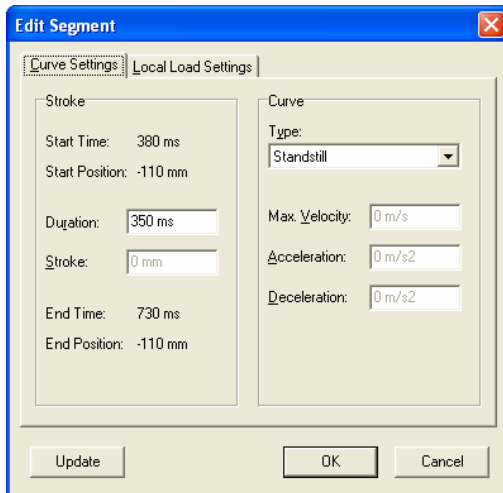 Edit Segment
Curve Settings
Local Load Settings
Stroke
Start Time: 380 ms
Start Position: -110 mm
Duration: 350 ms
Stroke: 0 mm
End Time: 730 ms
End Position: -110 mm
Curve
Type:
Standstill
Max. Velocity: 0 m/s
Acceleration: 0 m/s2
Deceleration: 0 m/s2
Update
OK
Cancel